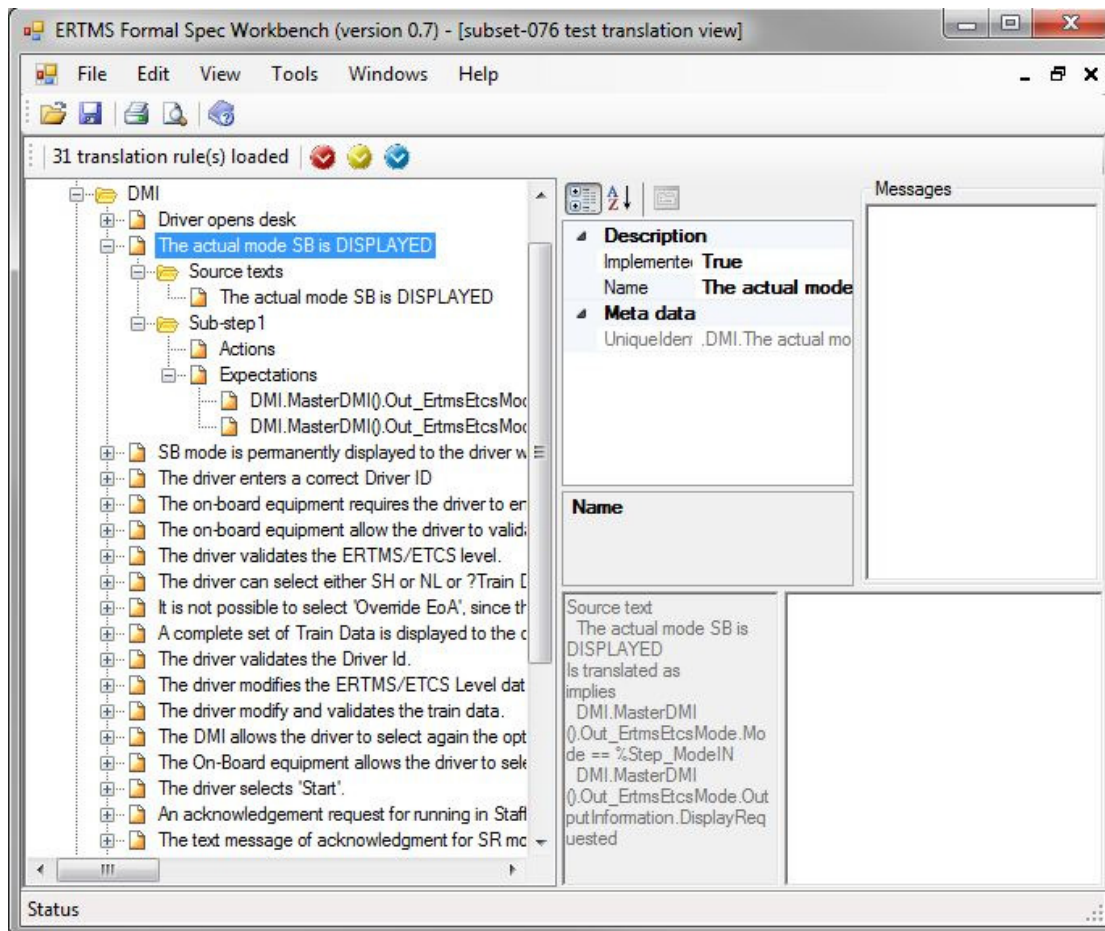 ERTMS Formal Spec Workbench (version 0.7) - [subset-076 test translation view]
File Edit View Tools Windows Help
31 translation rule(s) loaded
DMI
Driver opens desk
The actual mode SB is DISPLAYED
Source texts
The actual mode SB is DISPLAYED
Sub-step1
Actions
Expectations
DMI.MasterDMI().Out_ErtmsEtcsMod
DMI.MasterDMI().Out_ErtmsEtcsMod
SB mode is permanently displayed to the driver w
The driver enters a correct Driver ID
The on-board equipment requires the driver to en
The on-board equipment allow the driver to valida
The driver validates the ERTMS/ETCS level.
The driver can select either SH or NL or ?Train D
It is not possible to select 'Override EoA', since th
A complete set of Train Data is displayed to the d
The driver validates the Driver Id.
The driver modifies the ERTMS/ETCS Level dat
The driver modify and validates the train data.
The DMI allows the driver to select again the opt
The On-Board equipment allows the driver to sele
The driver selects 'Start'.
An acknowledgement request for running in Staff
The text message of acknowledgment for SR mo
Description
Implemente True
Name The actual mode
Meta data
UniqueIden .DMI.The actual mo
Name
Source text
The actual mode SB is
DISPLAYED
Is translated as
implies
DMI.MasterDMI
().Out_ErtmsEtcsMode.Mo
de == %Step_ModeIN
DMI.MasterDMI
().Out_ErtmsEtcsMode.Out
putInformation.DisplayReq
uested
Messages
Status